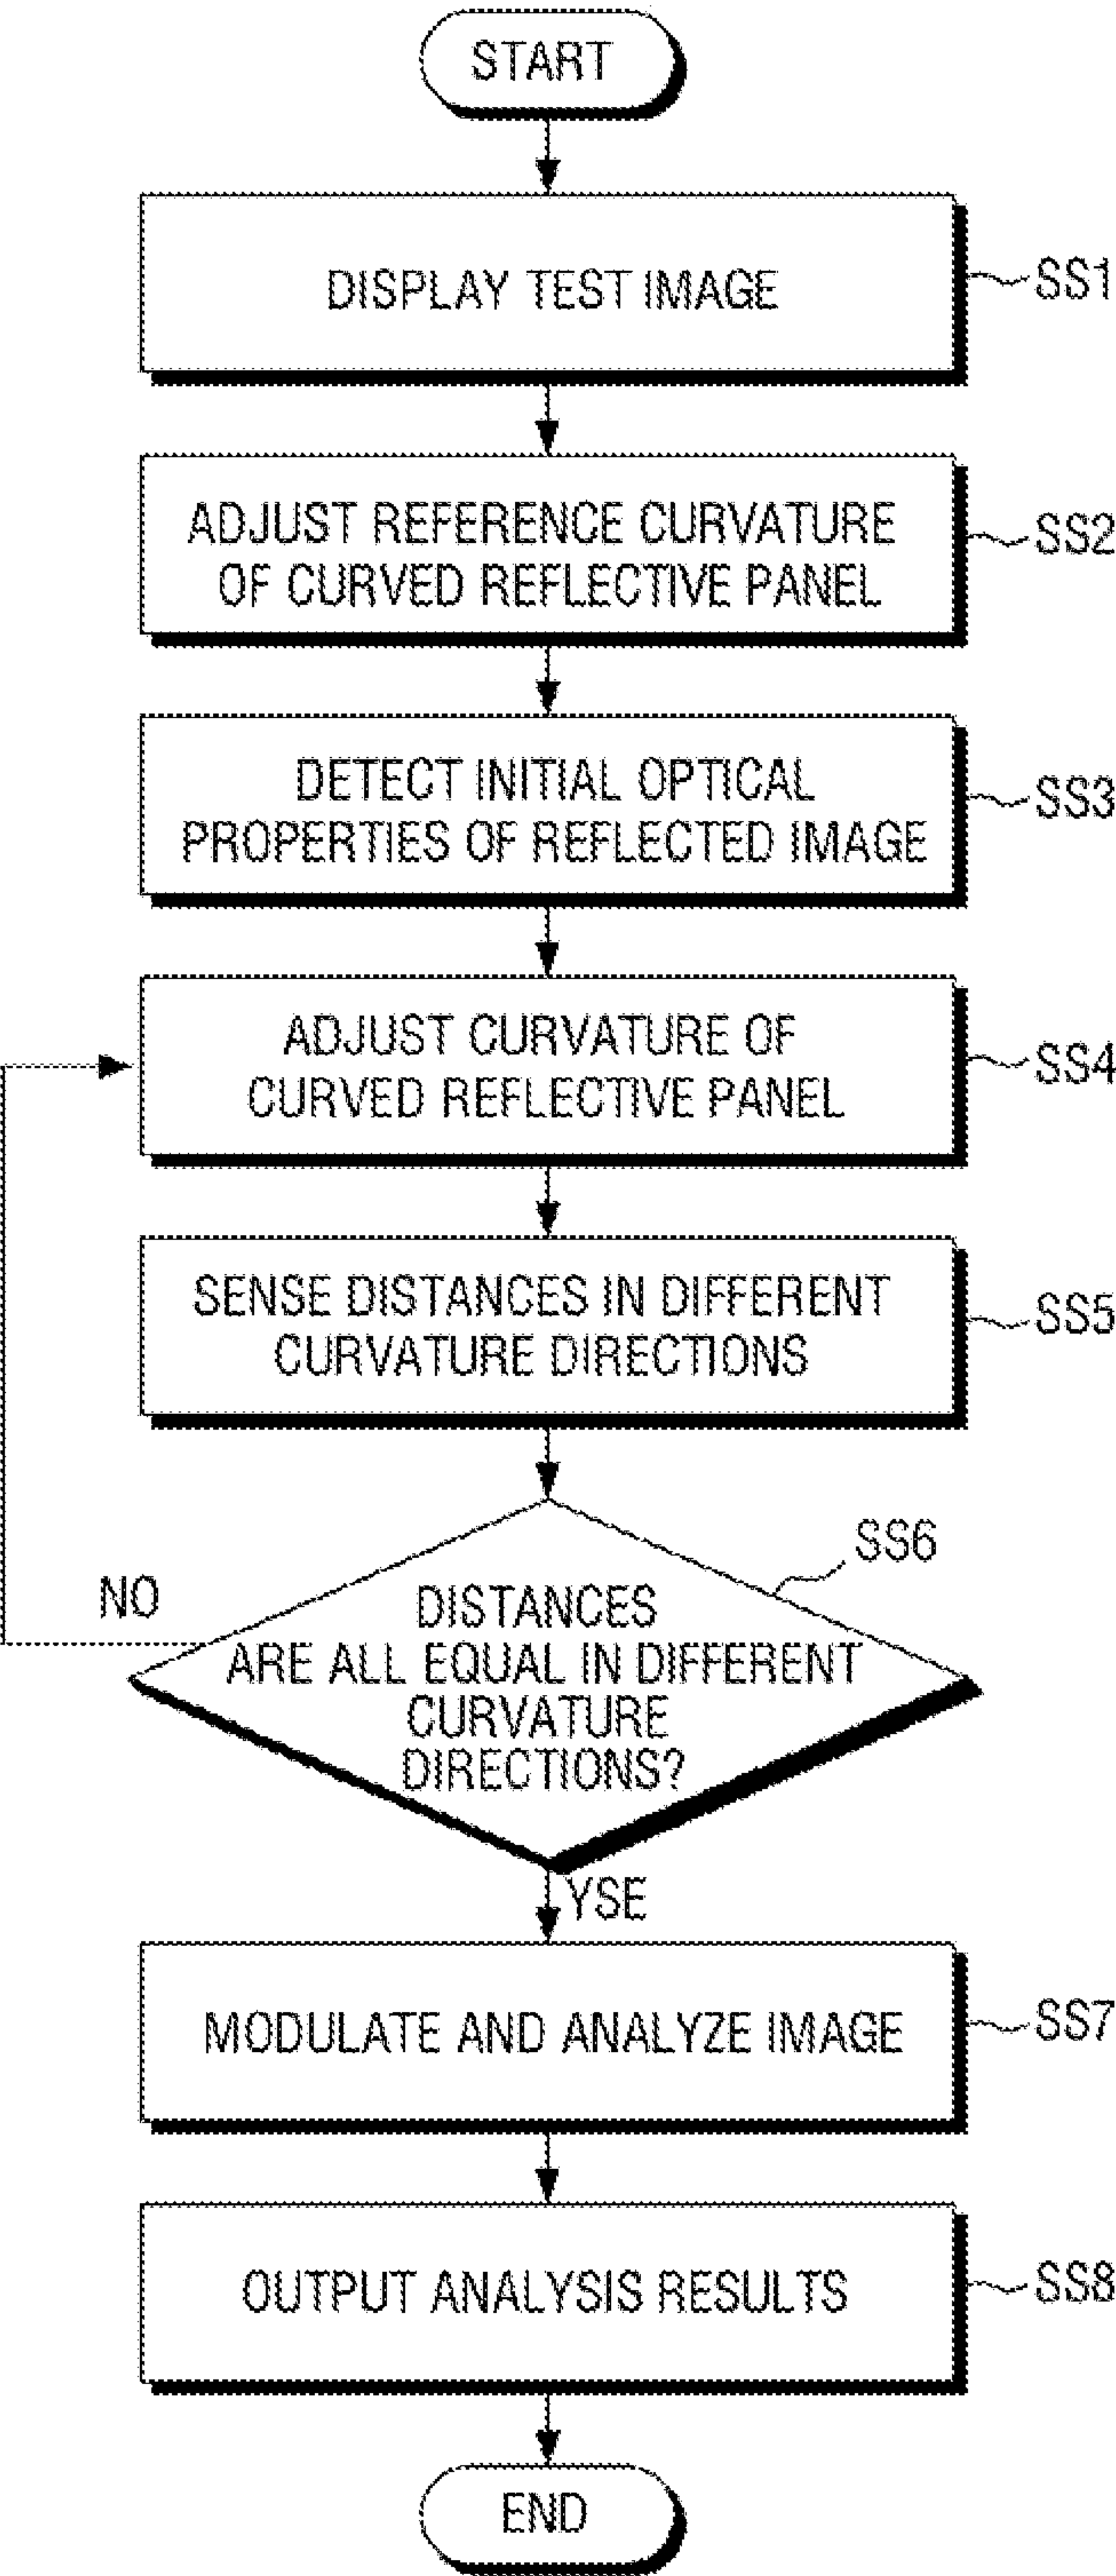 START
DISPLAY TEST IMAGE
SS1
ADJUST REFERENCE CURVATURE
OF CURVED REFLECTIVE PANEL
SS2
DETECT INITIAL OPTICAL
PROPERTIES OF REFLECTED IMAGE
SS3
ADJUST CURVATURE OF
CURVED REFLECTIVE PANEL
SS4
SENSE DISTANCES IN DIFFERENT
CURVATURE DIRECTIONS
SS5
SS6
NO
DISTANCES
ARE ALL EQUAL IN DIFFERENT
CURVATURE
DIRECTIONS?
YSE
MODULATE AND ANALYZE IMAGE
SS7
OUTPUT ANALYSIS RESULTS
SS8
END